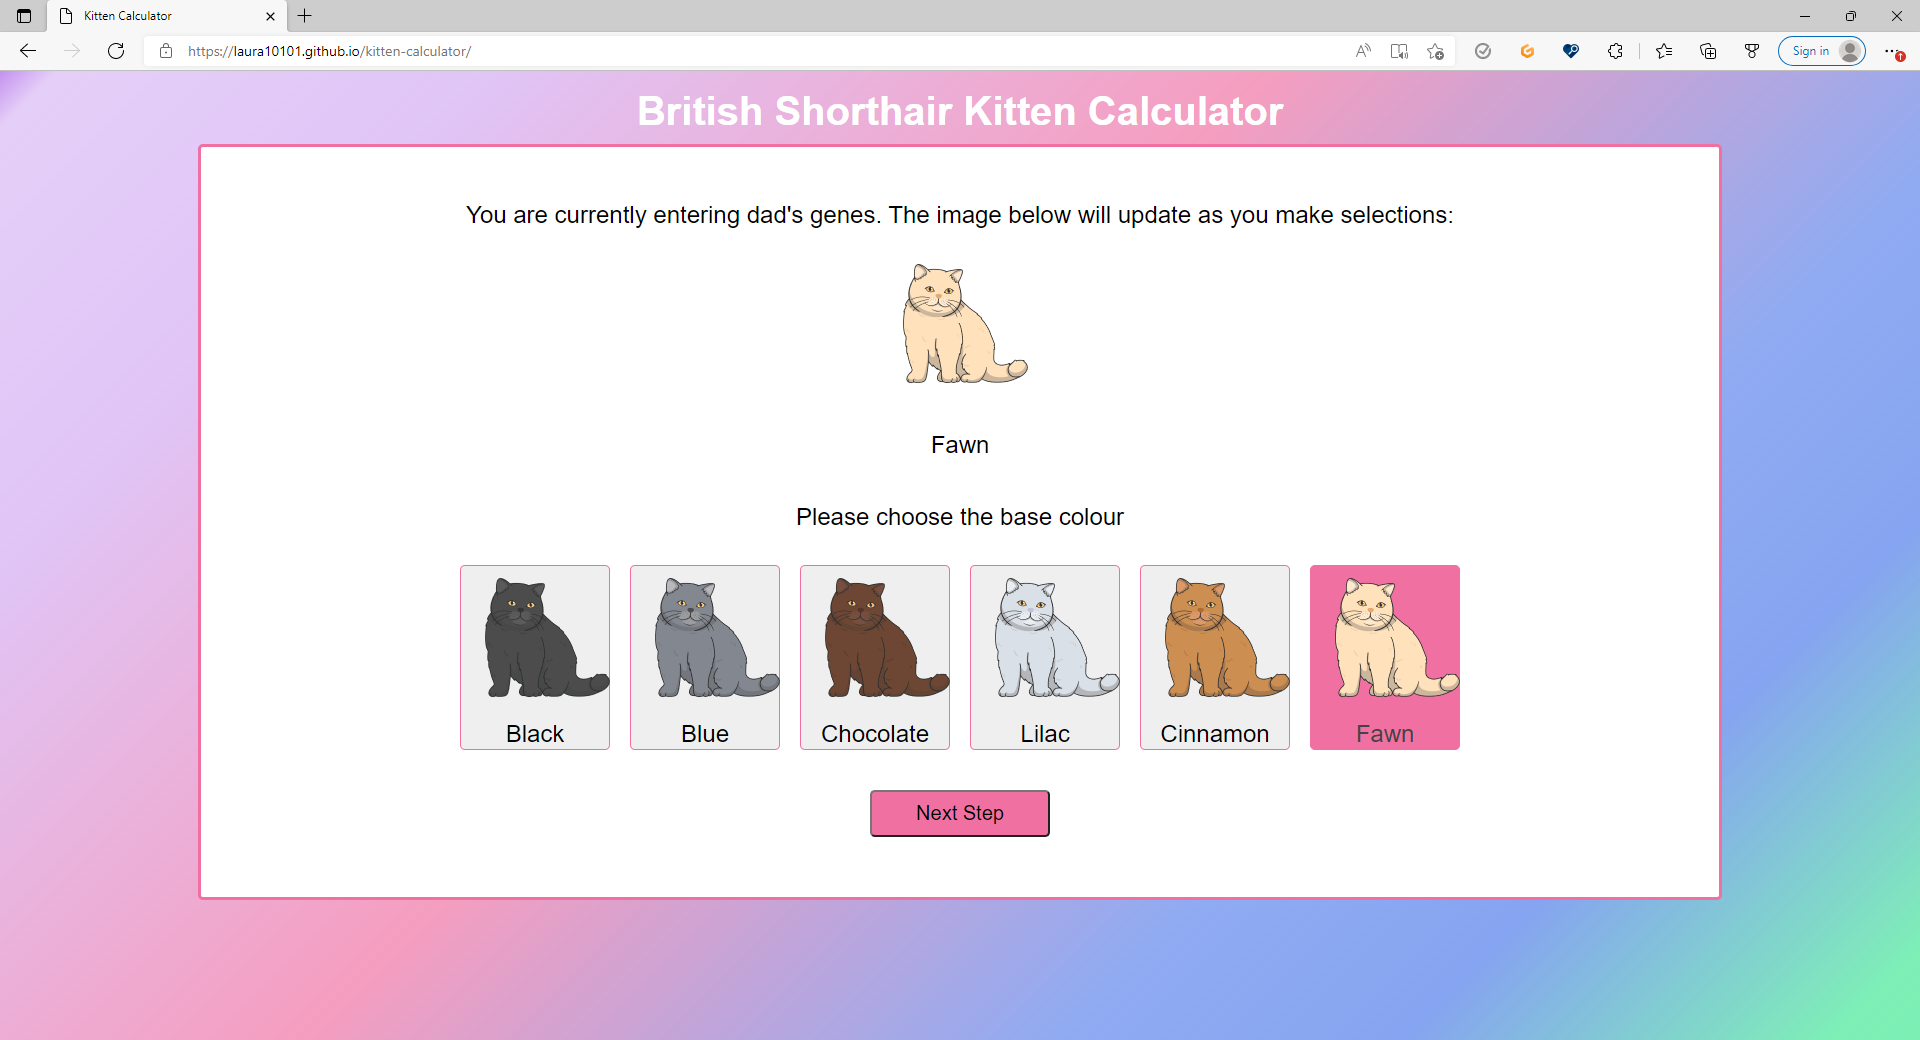 Kitten Calculator
https://laura10101.github.io/kitten-calculator/
Sign in
British Shorthair Kitten Calculator
You are currently entering dad's genes. The image below will update as you make selections:
Fawn
Please choose the base colour
Black
Blue
Chocolate
Lilac
Cinnamon
Fawn
Next Step